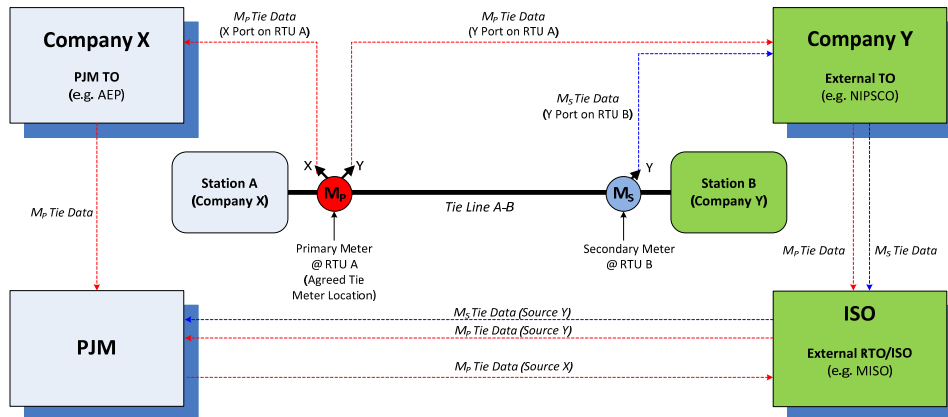 Company X
PJM TO
(e.g. AEP)
MP Tie Data
(X Port on RTU A)
MP Tie Data
(Y Port on RTU A)
Company Y
External TO
(e.g. NIPSCO)
MS Tie Data
(Y Port on RTU B)
X
Y
Y
Station A
(Company X)
MP
Tie Line A-B
MS
Station B
(Company Y)
MP Tie Data
Primary Meter
@ RTU A
(Agreed Tie
Meter Location)
Secondary Meter
@ RTU B
MP Tie Data
MS Tie Data
PJM
MS Tie Data (Source Y)
MP Tie Data (Source Y)
MP Tie Data (Source X)
ISO
External RTO/ISO
(e.g. MISO)